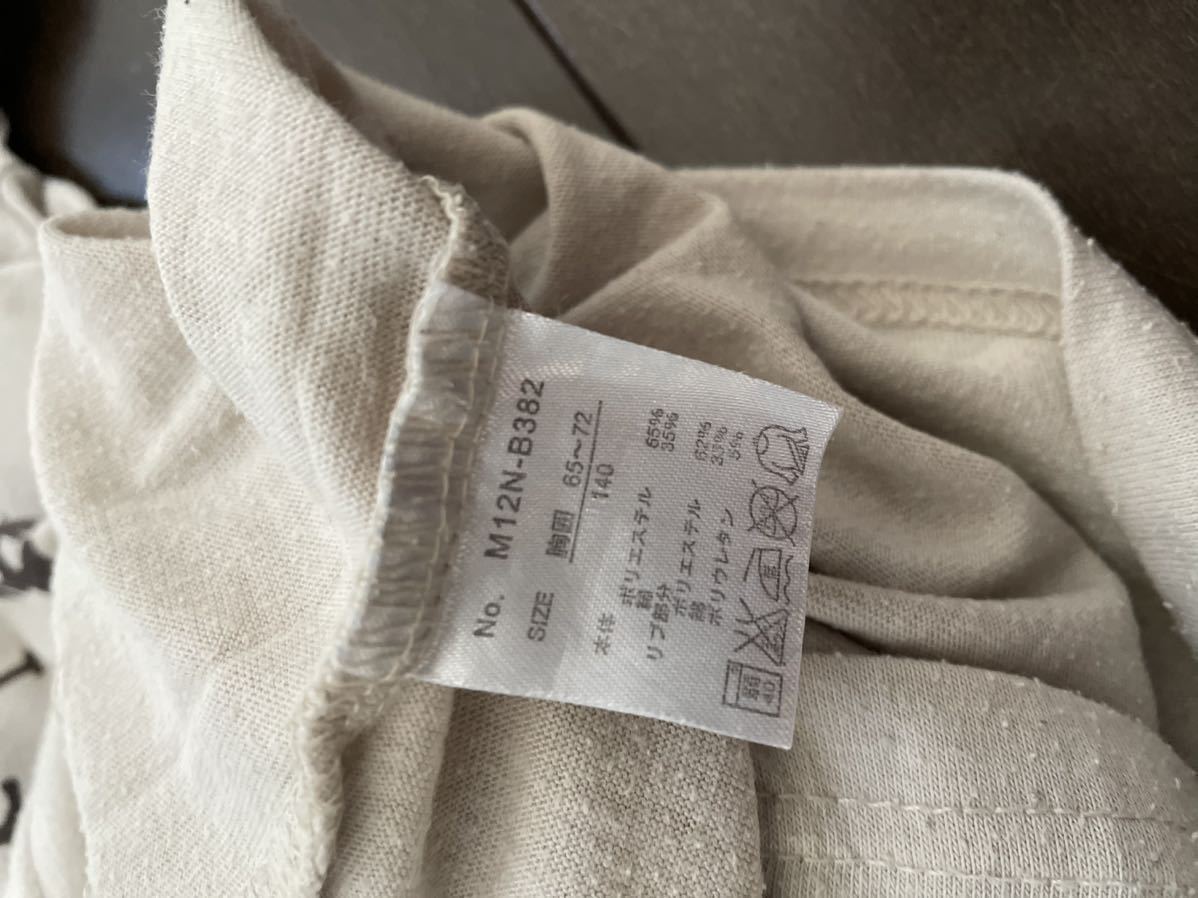 No. M12N-B382
SIZE 胸囲 65〜72
140
本体 ポリエステル 65%
綿 35%
リブ部分
ポリエステル 62%
綿 33%
ポリウレタン 5%
弱
40